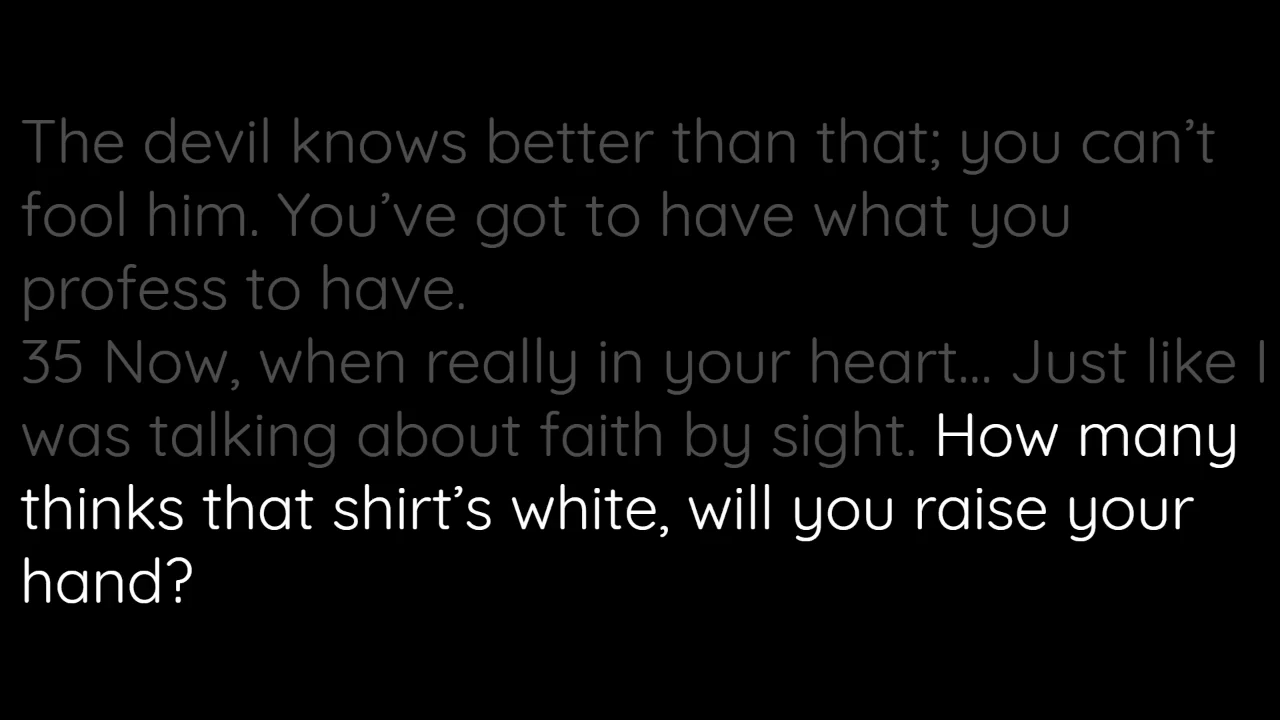 The devil knows better than that; you can’t
fool him. You’ve got to have what you
profess to have.
35 Now, when really in your heart... Just like I
was talking about faith by sight. How many
thinks that shirt’s white, will you raise your
hand?